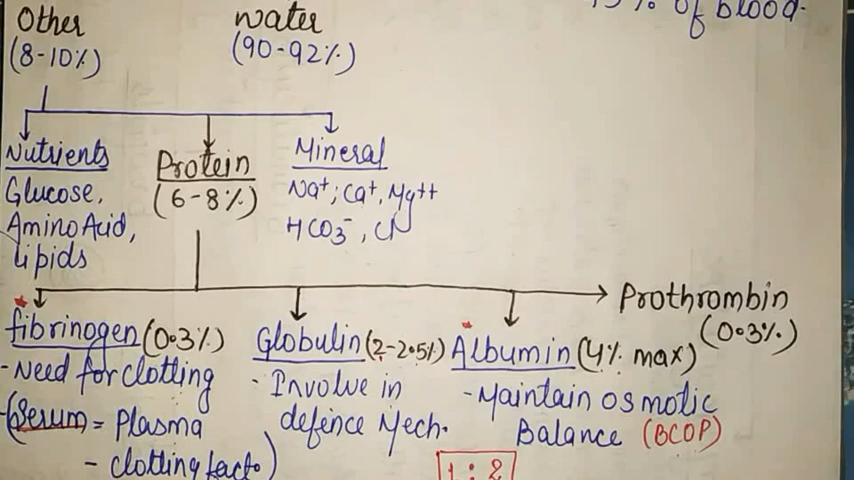 Other
(8-10%)
water
(90-92%)
% of blood.
Nutrients
Glucose,
Amino Acid,
Lipids
Protein
(6-8%)
Mineral
Na+; Ca+, Mg++
HCO3-,
Prothrombin
(0.3%)
fibrinogen (0.3%)
- Need for clotting
- (Serum = Plasma
- clotting facto)
Globulin (2-2.5%)
- Involve in
defence Mech.
Albumin (4% max)
- Maintain osmotic
Balance (BCOP)
1 : 2